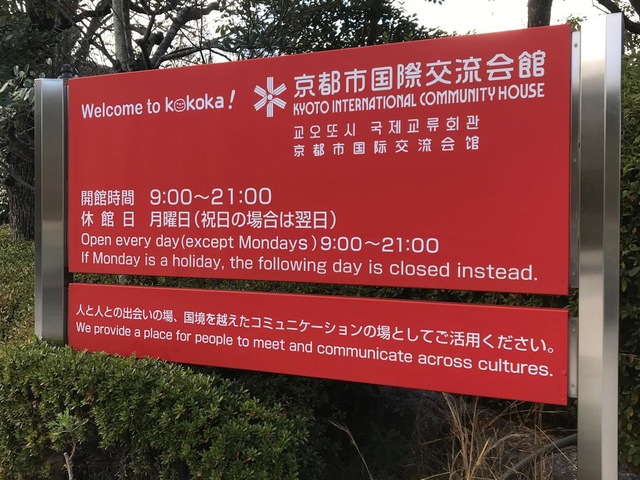 Welcome to kokoka!
京都市国際交流会館
KYOTO INTERNATIONAL COMMUNITY HOUSE
교오또시 국제교류회관
京都市国际交流会馆
開館時間 9:00〜21:00
休館日 月曜日(祝日の場合は翌日)
Open every day(except Mondays)9:00〜21:00
If Monday is a holiday, the following day is closed instead.
人と人との出会いの場、国境を越えたコミュニケーションの場としてご活用ください。
We provide a place for people to meet and communicate across cultures.